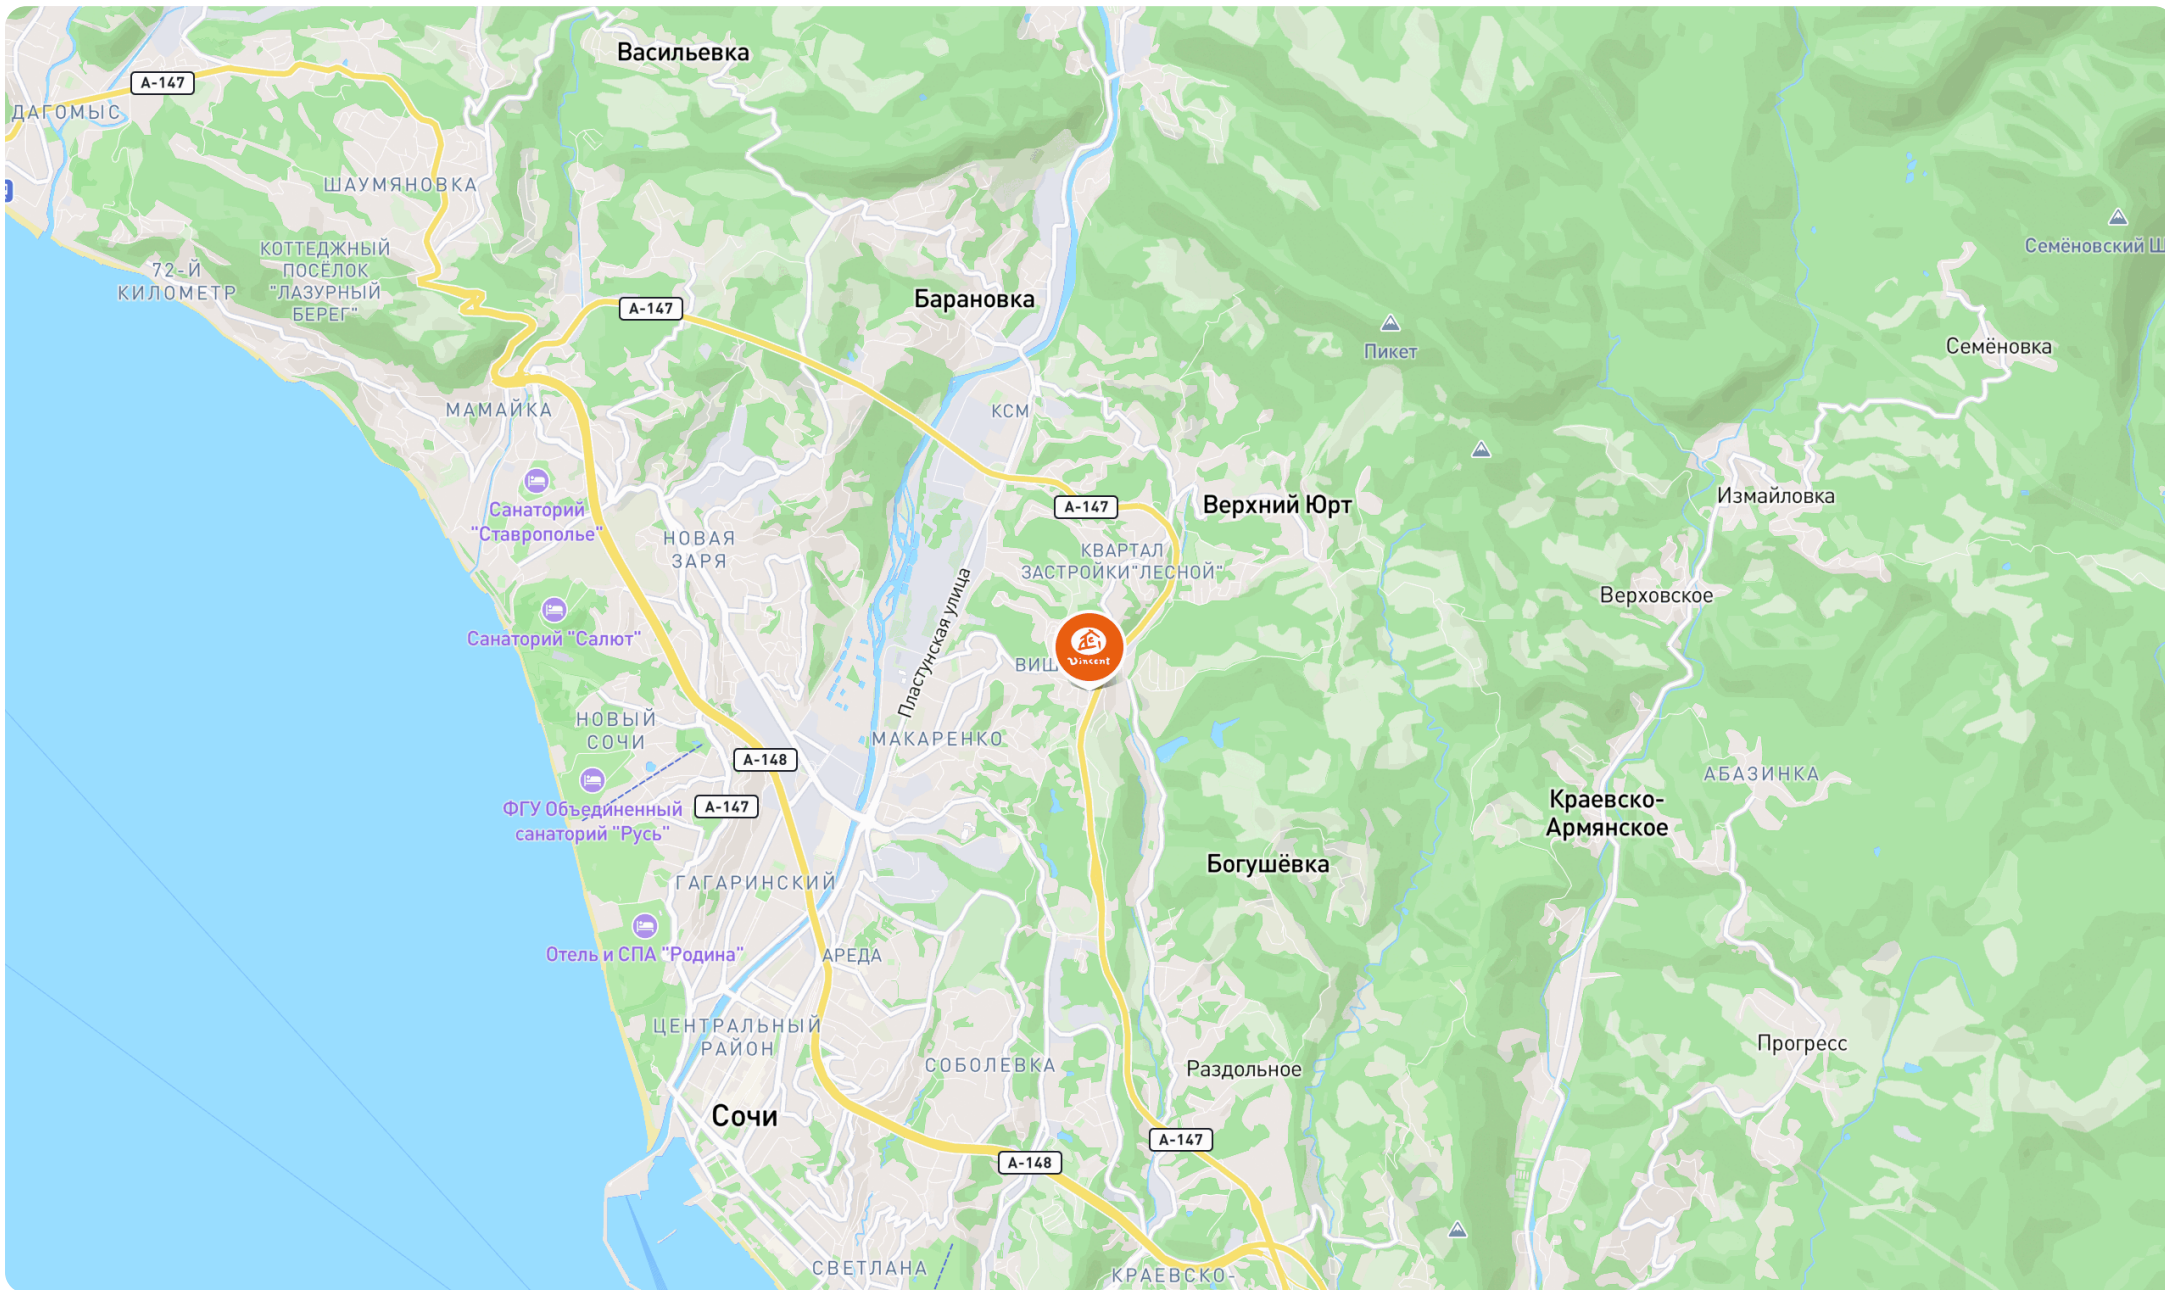 Васильевка
А-147
ДАГОМЫС
ШАУМЯНОВКА
КОТТЕДЖНЫЙ
ПОСЁЛОК
"ЛАЗУРНЫЙ
БЕРЕГ"
72-Й
КИЛОМЕТР
Семёновский Щ
Барановка
А-147
Пикет
Семёновка
МАМАЙКА
КСМ
Санаторий
"Ставрополье"
А-147
Верхний Юрт
Измайловка
НОВАЯ
ЗАРЯ
КВАРТАЛ
ЗАСТРОЙКИ"ЛЕСНОЙ"
Верховское
Санаторий "Салют"
Пластунская улица
ВИШ
Vincent
НОВЫЙ
СОЧИ
МАКАРЕНКО
А-148
АБАЗИНКА
А-147
ФГУ Объединенный
санаторий "Русь"
Краевско-
Армянское
Богушёвка
ГАГАРИНСКИЙ
Отель и СПА "Родина"
АРЕДА
ЦЕНТРАЛЬНЫЙ
РАЙОН
Прогресс
СОБОЛЕВКА
Раздольное
Сочи
А-147
А-148
СВЕТЛАНА
КРАЕВСКО-